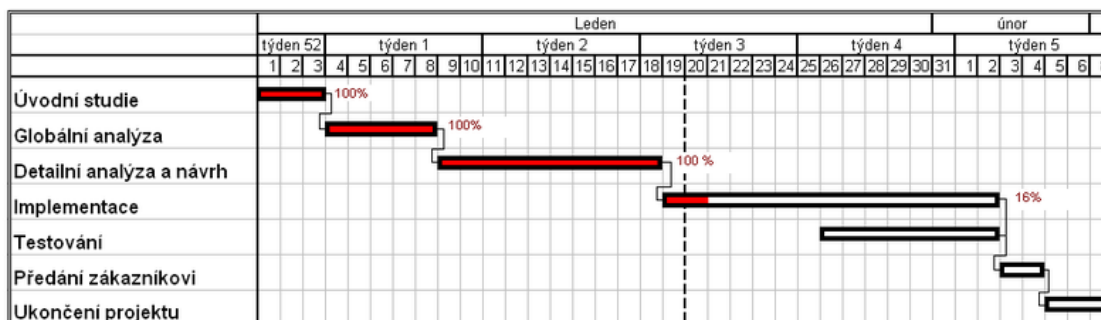 Leden únor
týden 52 týden 1 týden 2 týden 3 týden 4 týden 5
1 2 3 4 5 6 7 8 9 10 11 12 13 14 15 16 17 18 19 20 21 22 23 24 25 26 27 28 29 30 31 1 2 3 4 5 6
Úvodní studie 100%
Globální analýza 100%
Detailní analýza a návrh 100 %
Implementace 16%
Testování
Předání zákazníkovi
Ukončení projektu